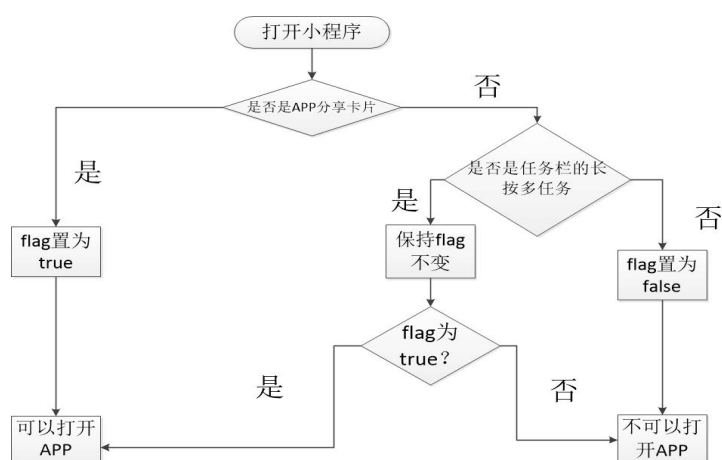 打开小程序
是否是APP分享卡片
否
是
是否是任务栏的长
按多任务
是
否
flag置为
true
保持flag
不变
flag置为
false
flag为
true？
是
否
可以打开
APP
不可以打
开APP